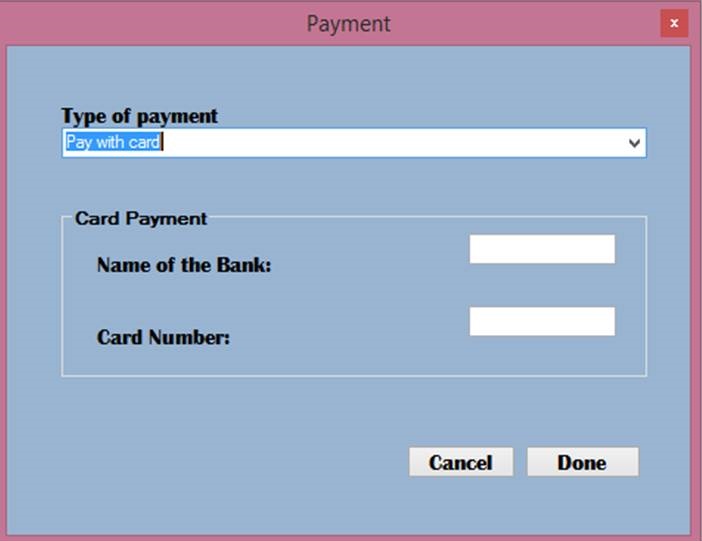 Payment
x
Type of payment
Pay with card
Card Payment
Name of the Bank:
Card Number:
Cancel Done